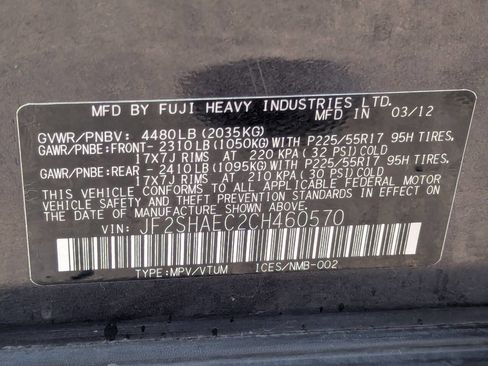 MFD BY FUJI HEAVY INDUSTRIES LTD.
MFD IN 03/12
GVWR/PNBV: 4480LB(2035KG)
GAWR/PNBE:FRONT-2310LB(1050KG)WITH P225/55R17 95H TIRES,
17X7J RIMS AT 220 KPA( 32 PSI)COLD
GAWR/PNBE:REAR -2410LB(1095KG)WITH P225/55R17 95H TIRES,
17X7J RIMS AT 210 KPA( 30 PSI)COLD
THIS VEHICLE CONFORMS TO ALL APPLICABLE FEDERAL MOTOR
VEHICLE SAFETY AND THEFT PREVENTION STANDARDS IN
EFFECT ON THE DATE OF MANUFACTURE SHOWN ABOVE.
VIN: JF2SHAEC2CH460570
TYPE:MPV/VTUM ICES/NMB-002